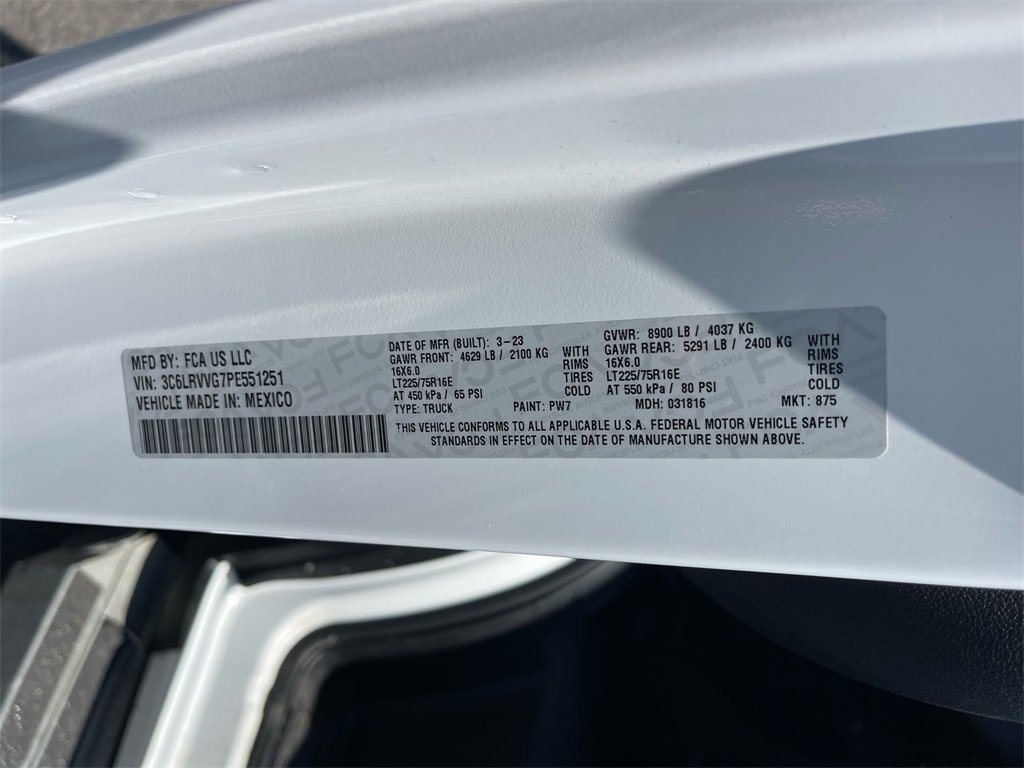 MFD BY: FCA US LLC
VIN: 3C6LRVVG7PE551251
VEHICLE MADE IN: MEXICO
DATE OF MFR (BUILT): 3-23
GAWR FRONT: 4629 LB / 2100 KG WITH
16X6.0 RIMS
LT225/75R16E TIRES
AT 450 kPa / 65 PSI COLD
GVWR: 8900 LB / 4037 KG
GAWR REAR: 5291 LB / 2400 KG WITH
16X6.0 RIMS
LT225/75R16E TIRES
AT 550 kPa / 80 PSI COLD
TYPE: TRUCK PAINT: PW7 MDH: 031816 MKT: 875
THIS VEHICLE CONFORMS TO ALL APPLICABLE U.S.A. FEDERAL MOTOR VEHICLE SAFETY
STANDARDS IN EFFECT ON THE DATE OF MANUFACTURE SHOWN ABOVE.